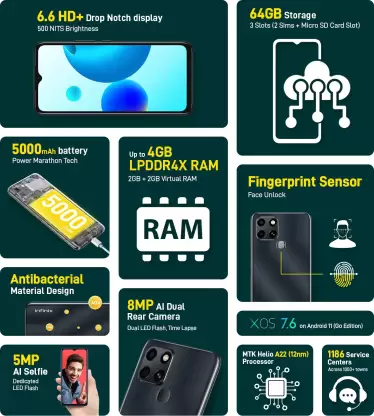 6.6 HD+ Drop Notch display
500 NITS Brightness
64GB Storage
3 Slots (2 Sims + Micro SD Card Slot)
5000mAh battery
Power Marathon Tech
5000
Up to 4GB
LPDDR4X RAM
2GB + 2GB Virtual RAM
RAM
Fingerprint Sensor
Face Unlock
Antibacterial
Material Design
Infinix
8MP AI Dual
Rear Camera
Dual LED Flash, Time Lapse
XOS 7.6 on Android 11 (Go Edition)
5MP
AI Selfie
Dedicated
LED Flash
MTK Helio A22 (12nm)
Processor
1186 Service
Centers
Across 1003+ towns